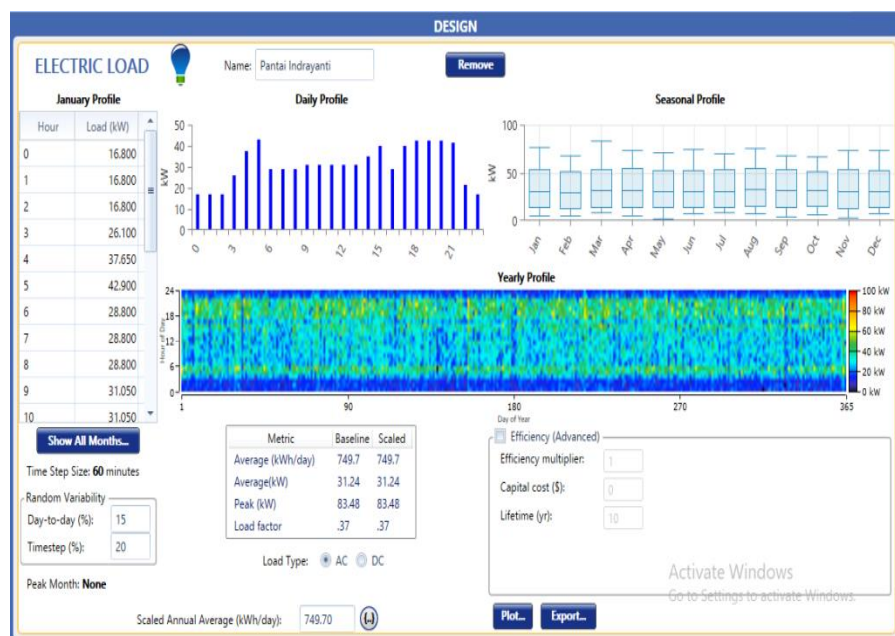 DESIGN
ELECTRIC LOAD
Name: Pantai Indrayanti
Remove
January Profile
Hour Load (kW)
0 16.800
1 16.800
2 16.800
3 26.100
4 37.650
5 42.900
6 28.800
7 28.800
8 28.800
9 31.050
10 31.050
Daily Profile
kW
50
40
30
20
10
0
0 3 6 9 12 15 18 21
Seasonal Profile
kW
100
50
0
Jan Feb Mar Apr May Jun Jul Aug Sep Oct Nov Dec
Yearly Profile
Hour of Day
24
18
12
6
0
1 90 180 270 365
Day of Year
100 kW
80 kW
60 kW
40 kW
20 kW
0 kW
Show All Months...
Time Step Size: 60 minutes
Random Variability
Day-to-day (%): 15
Timestep (%): 20
Peak Month: None
Metric Baseline Scaled
Average (kWh/day) 749.7 749.7
Average(kW) 31.24 31.24
Peak (kW) 83.48 83.48
Load factor .37 .37
Load Type: AC DC
Scaled Annual Average (kWh/day): 749.70 {..}
Efficiency (Advanced)
Efficiency multiplier: 1
Capital cost ($): 0
Lifetime (yr): 10
Activate Windows
Go to Settings to activate Windows.
Plot... Export...